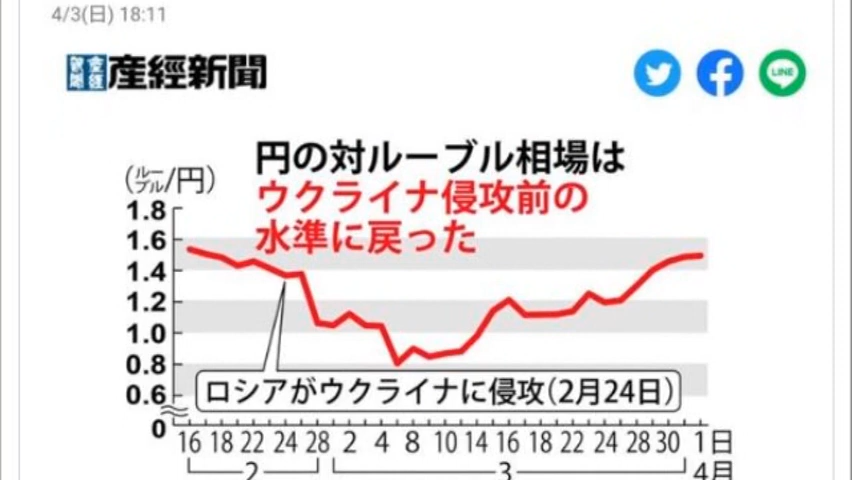 4/3(日) 18:11
産經新聞
LINE
円の対ルーブル相場は
ウクライナ侵攻前の
水準に戻った
(ルーブル/円)
1.8
1.6
1.4
1.2
1.0
0.8
0.6
0
ロシアがウクライナに侵攻(2月24日)
16 18 22 24 28 2 4 8 10 14 16 18 22 24 28 30 1日
2 3 4月